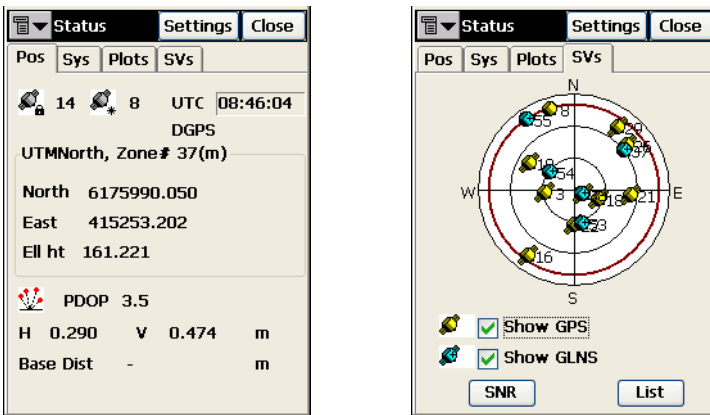 Status Settings Close
Pos Sys Plots SVs
14 8 UTC 08:46:04
DGPS
UTMNorth, Zone# 37(m)
North 6175990.050
East 415253.202
Ell ht 161.221
PDOP 3.5
H 0.290 V 0.474 m
Base Dist - m
Status Settings Close
Pos Sys Plots SVs
N
55 8
29
19
54
W 3 18 21 E
S
16
Show GPS
Show GLNS
SNR List